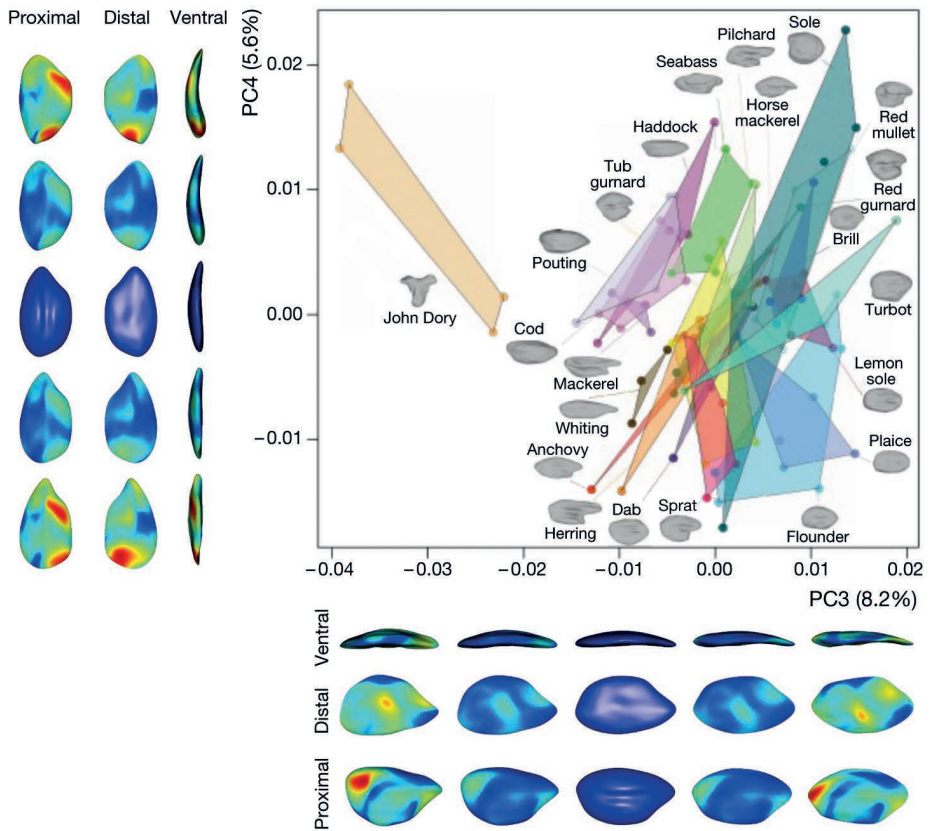 Proximal Distal Ventral
PC4 (5.6%)
0.02
0.01
0.00
−0.01
Sole
Pilchard
Seabass
Horse
mackerel
Red
mullet
Haddock
Tub
gurnard
Red
gurnard
Brill
Pouting
Turbot
John Dory
Cod
Mackerel
Lemon
sole
Whiting
Anchovy
Plaice
Herring
Dab
Sprat
Flounder
−0.04 −0.03 −0.02 −0.01 0.00 0.01 0.02
PC3 (8.2%)
Ventral
Distal
Proximal